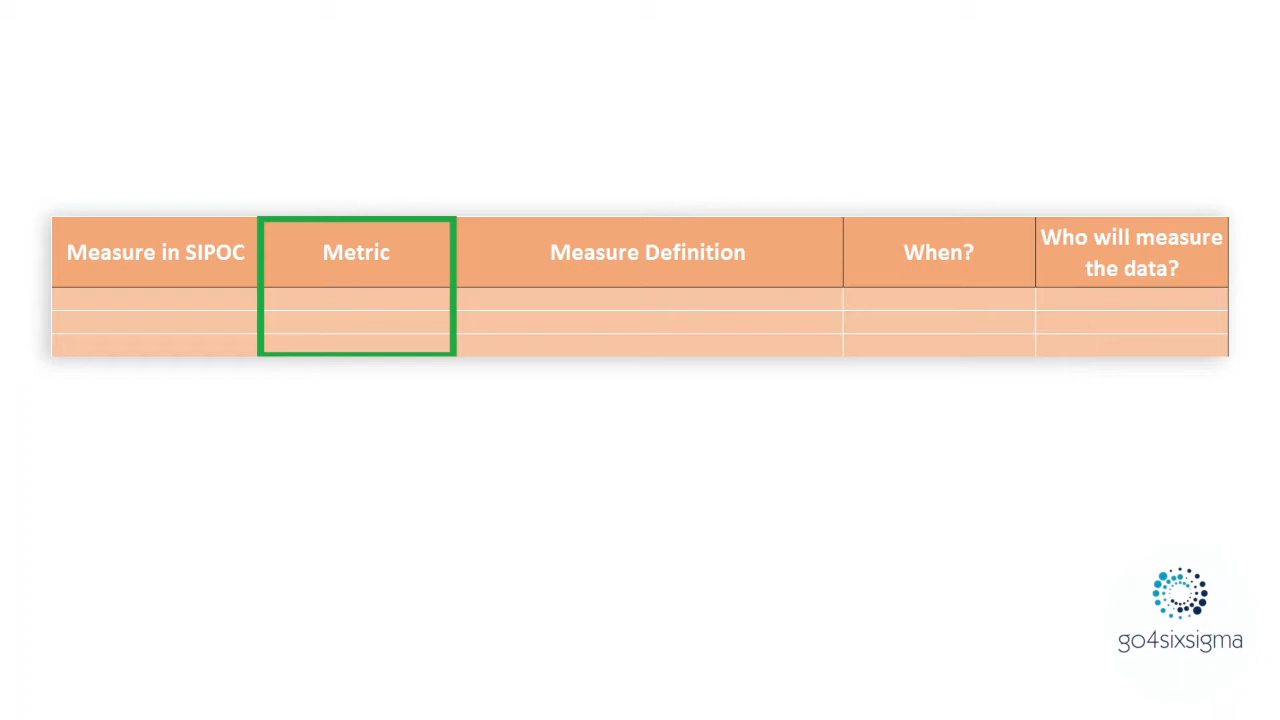 Measure in SIPOC
Metric
Measure Definition
When?
Who will measure
the data?
go4sixsigma